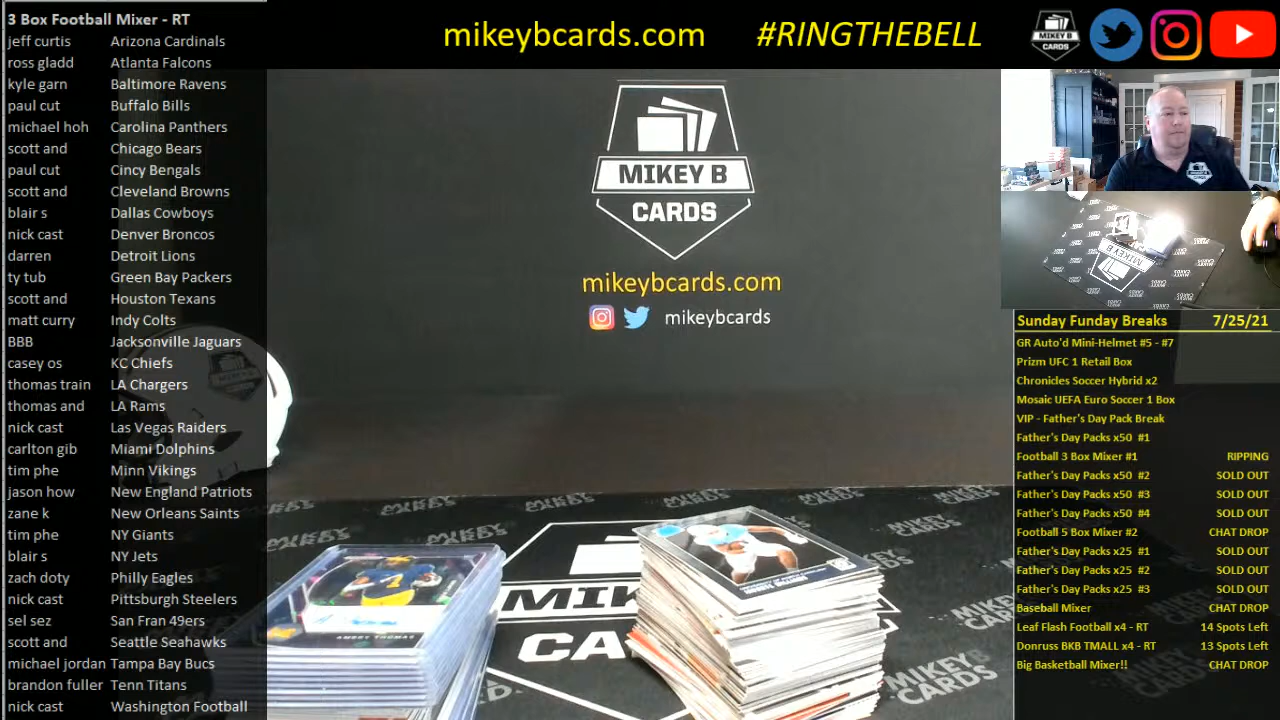 3 Box Football Mixer - RT
jeff curtis Arizona Cardinals
ross gladd Atlanta Falcons
kyle garn Baltimore Ravens
paul cut Buffalo Bills
michael hoh Carolina Panthers
scott and Chicago Bears
paul cut Cincy Bengals
scott and Cleveland Browns
blair s Dallas Cowboys
nick cast Denver Broncos
darren Detroit Lions
ty tub Green Bay Packers
scott and Houston Texans
matt curry Indy Colts
BBB Jacksonville Jaguars
casey os KC Chiefs
thomas train LA Chargers
thomas and LA Rams
nick cast Las Vegas Raiders
carlton gib Miami Dolphins
tim phe Minn Vikings
jason how New England Patriots
zane k New Orleans Saints
tim phe NY Giants
blair s NY Jets
zach doty Philly Eagles
nick cast Pittsburgh Steelers
sel sez San Fran 49ers
scott and Seattle Seahawks
michael jordan Tampa Bay Bucs
brandon fuller Tenn Titans
nick cast Washington Football
mikeybcards.com #RINGTHEBELL
MIKEY B
CARDS
MIKEY B
CARDS
mikeybcards.com
mikeybcards
AMBRY THOMAS
MIKEY B
CARDS
Sunday Funday Breaks 7/25/21
GR Auto'd Mini-Helmet #5 - #7
Prizm UFC 1 Retail Box
Chronicles Soccer Hybrid x2
Mosaic UEFA Euro Soccer 1 Box
VIP - Father's Day Pack Break
Father's Day Packs x50 #1
Football 3 Box Mixer #1 RIPPING
Father's Day Packs x50 #2 SOLD OUT
Father's Day Packs x50 #3 SOLD OUT
Father's Day Packs x50 #4 SOLD OUT
Football 5 Box Mixer #2 CHAT DROP
Father's Day Packs x25 #1 SOLD OUT
Father's Day Packs x25 #2 SOLD OUT
Father's Day Packs x25 #3 SOLD OUT
Baseball Mixer CHAT DROP
Leaf Flash Football x4 - RT 14 Spots Left
Donruss BKB TMALL x4 - RT 13 Spots Left
Big Basketball Mixer!! CHAT DROP